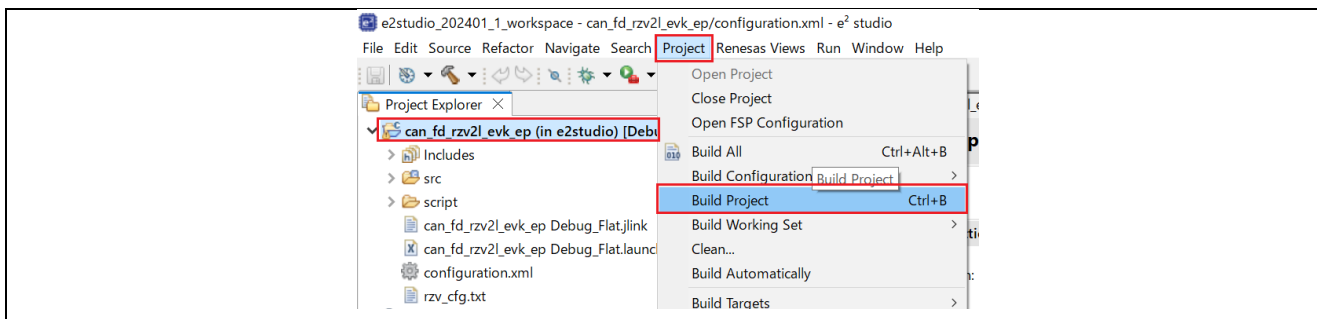 e2studio_202401_1_workspace - can_fd_rzv2l_evk_ep/configuration.xml - e² studio
File Edit Source Refactor Navigate Search Project Renesas Views Run Window Help
Project Explorer
can_fd_rzv2l_evk_ep (in e2studio) [Debu
Includes
src
script
can_fd_rzv2l_evk_ep Debug_Flat.jlink
can_fd_rzv2l_evk_ep Debug_Flat.launc
configuration.xml
rzv_cfg.txt
Open Project
Close Project
Open FSP Configuration
010 Build All Ctrl+Alt+B
Build Configuration
Build Project
Build Project Ctrl+B
Build Working Set
Clean...
Build Automatically
Build Targets